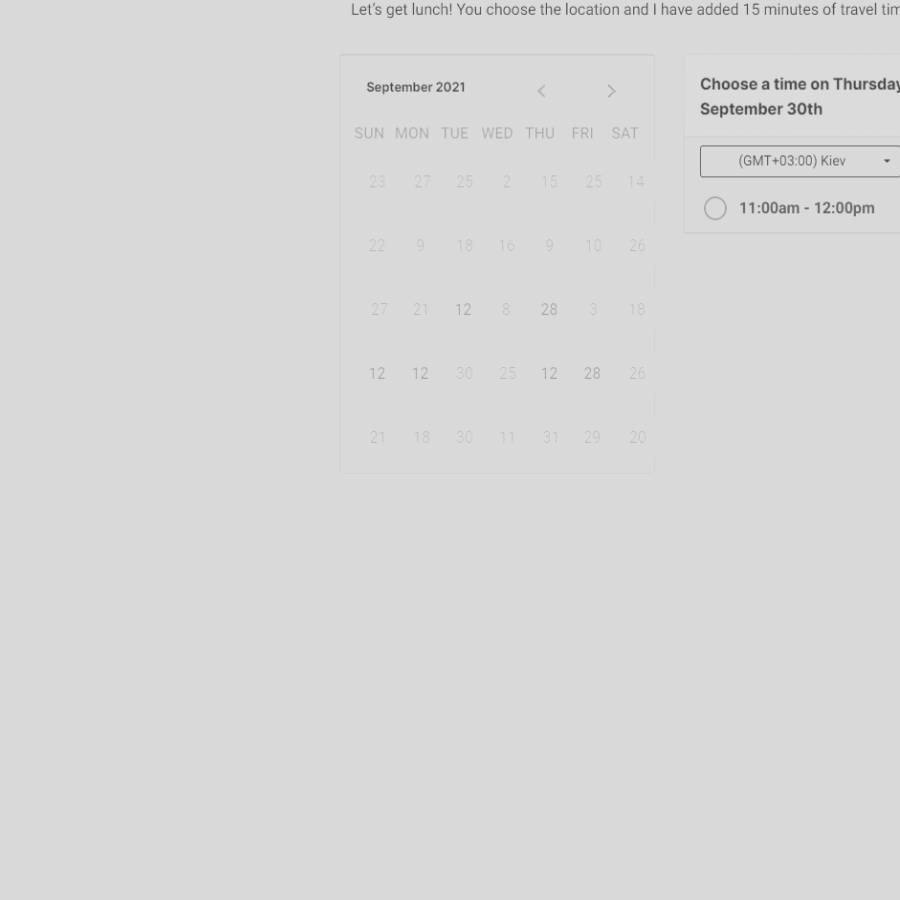 Let's get lunch! You choose the location and I have added 15 minutes of travel
September 2021
SUN MON TUE WED THU FRI SAT
23 27 25 2 15 25 14
22 9 18 16 9 10 26
27 21 12 8 28 3 18
12 12 30 25 12 28 26
21 18 30 11 31 29 20
Choose a time on Thursday
September 30th
(GMT+03:00) Kiev
11:00am - 12:00pm